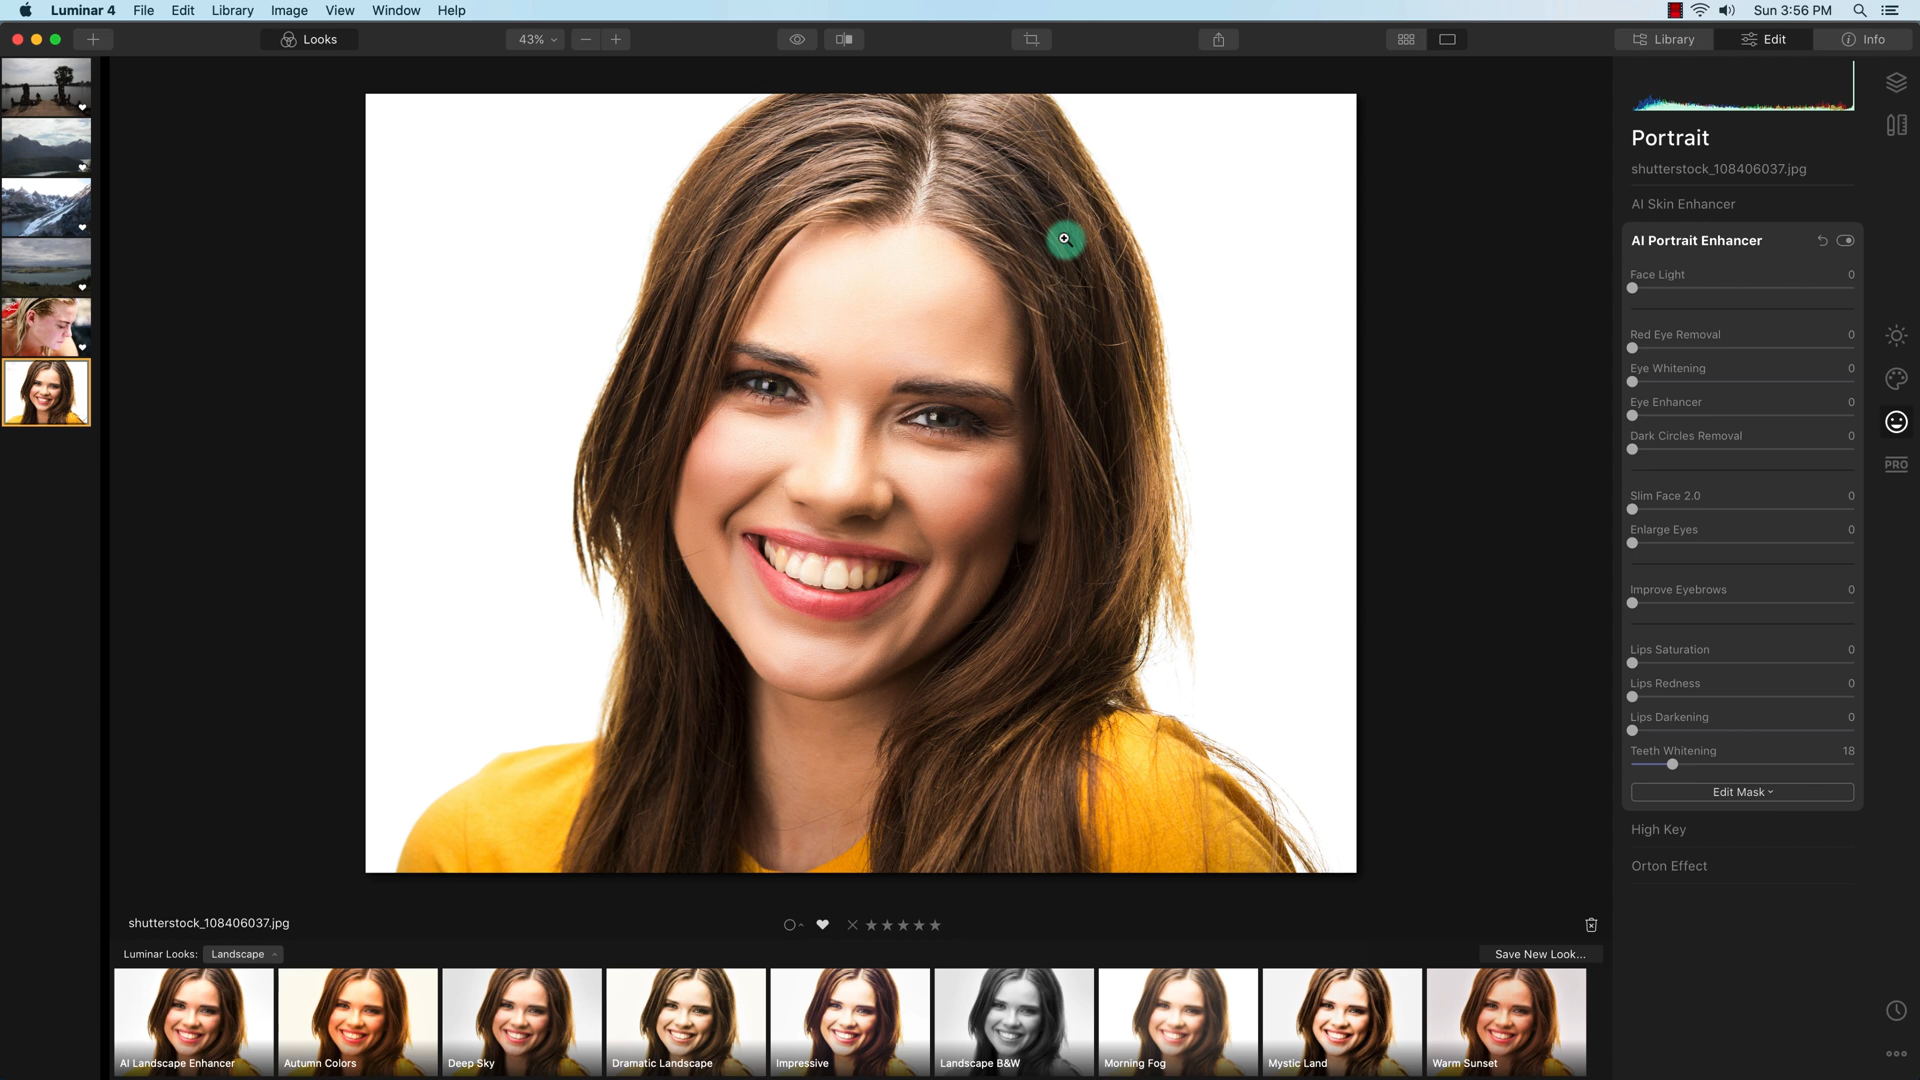 Luminar 4 File Edit Library Image View Window Help Sun 3:56 PM
Looks 43% Library Edit Info
Portrait
shutterstock_108406037.jpg
AI Skin Enhancer
AI Portrait Enhancer
Face Light 0
Red Eye Removal 0
Eye Whitening 0
Eye Enhancer 0
Dark Circles Removal 0
PRO
Slim Face 2.0 0
Enlarge Eyes 0
Improve Eyebrows 0
Lips Saturation 0
Lips Redness 0
Lips Darkening 0
Teeth Whitening 18
Edit Mask
High Key
Orton Effect
shutterstock_108406037.jpg
Luminar Looks: Landscape Save New Look...
AI Landscape Enhancer Autumn Colors Deep Sky Dramatic Landscape Impressive Landscape B&W Morning Fog Mystic Land Warm Sunset